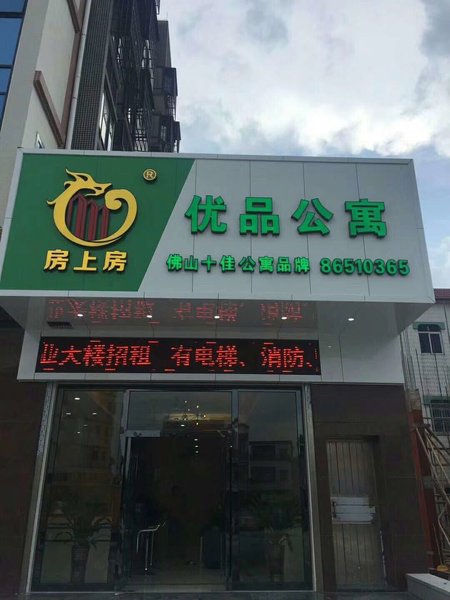 ®
优品公寓
房上房
佛山十佳公寓品牌 86510365
业大楼招租 有电梯、消防、